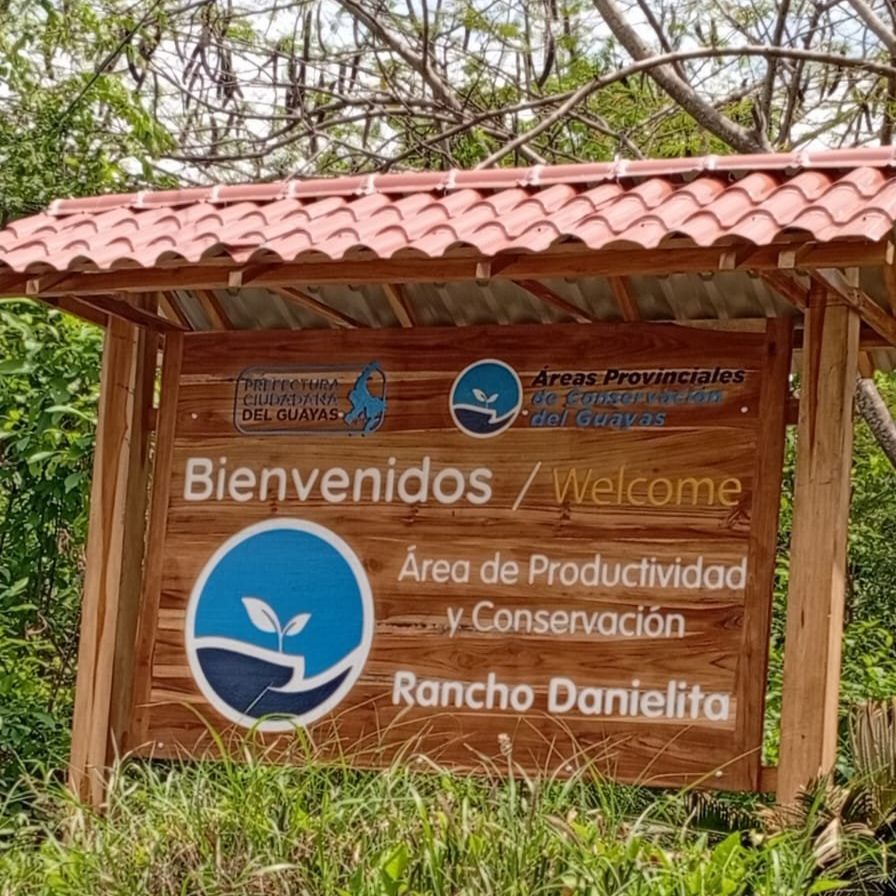 PREFECTURA
CIUDADANA
DEL GUAYAS
Áreas Provinciales
de Conservación
del Guayas
Bienvenidos / Welcome
Área de Productividad
y Conservación
Rancho Danielita